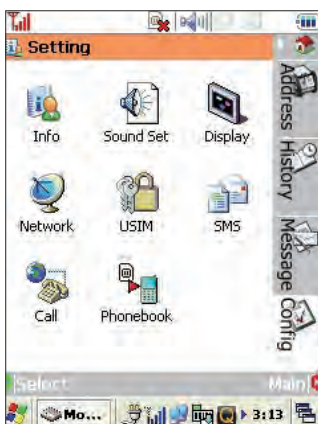 Setting
Info
Sound Set
Display
Network
USIM
SMS
Call
Phonebook
Address
History
Message
Config
Select
Main
Mo...
3:13